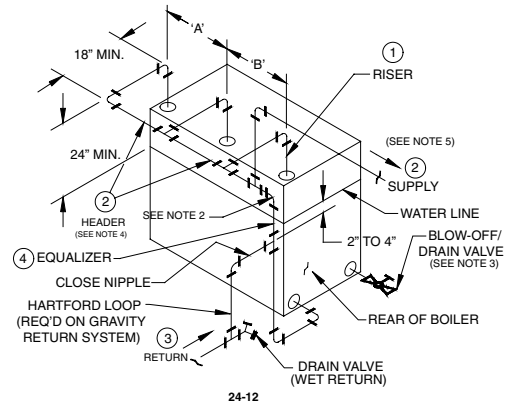 'A'
18” MIN.
'B'
1
RISER
(SEE NOTE 5)
2
SUPPLY
24” MIN.
2
HEADER
(SEE NOTE 4)
SEE NOTE 2
WATER LINE
4 EQUALIZER
2” TO 4”
BLOW-OFF/
DRAIN VALVE
(SEE NOTE 3)
CLOSE NIPPLE
HARTFORD LOOP
(REQ'D ON GRAVITY
RETURN SYSTEM)
REAR OF BOILER
3
RETURN
DRAIN VALVE
(WET RETURN)
24-12